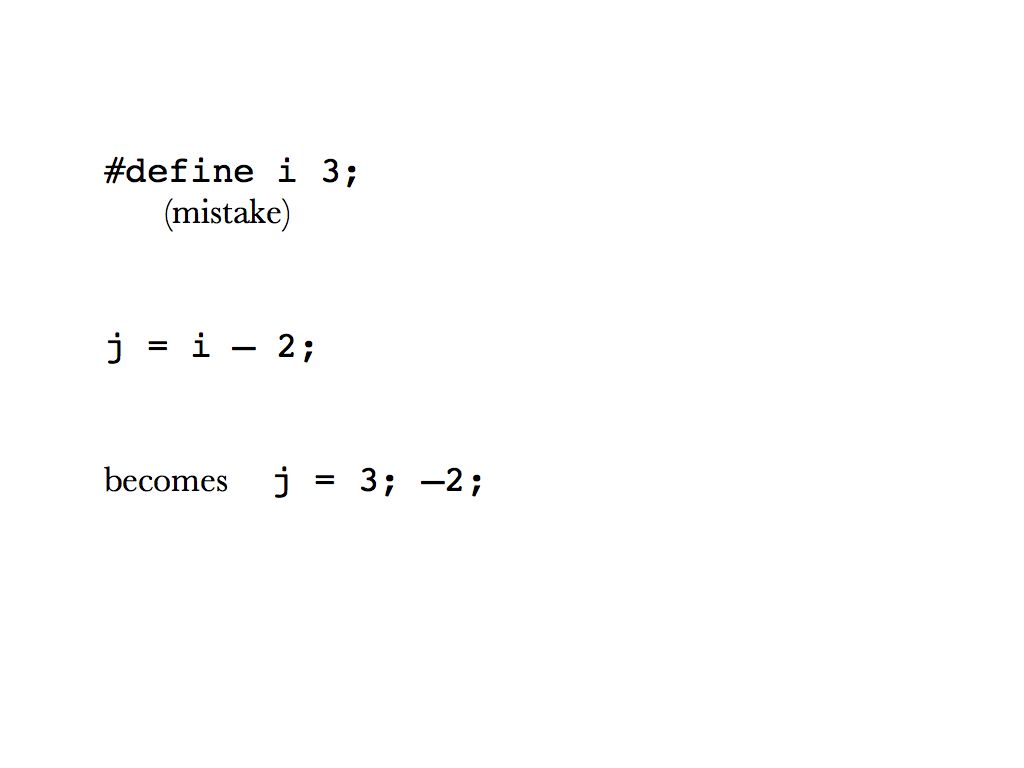 #define i 3;
(mistake)
j = i – 2;
becomes j = 3; –2;